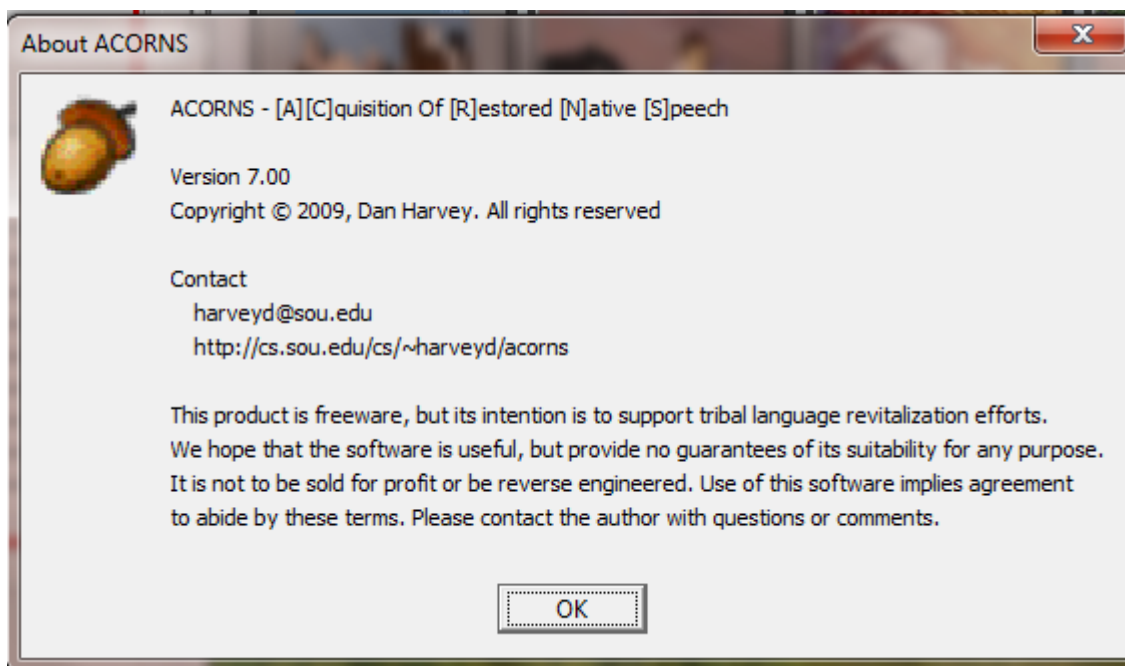 About ACORNS
ACORNS - [A][C]quisition Of [R]estored [N]ative [S]peech
Version 7.00
Copyright © 2009, Dan Harvey. All rights reserved
Contact
harveyd@sou.edu
http://cs.sou.edu/cs/~harveyd/acorns
This product is freeware, but its intention is to support tribal language revitalization efforts.
We hope that the software is useful, but provide no guarantees of its suitability for any purpose.
It is not to be sold for profit or be reverse engineered. Use of this software implies agreement
to abide by these terms. Please contact the author with questions or comments.
OK